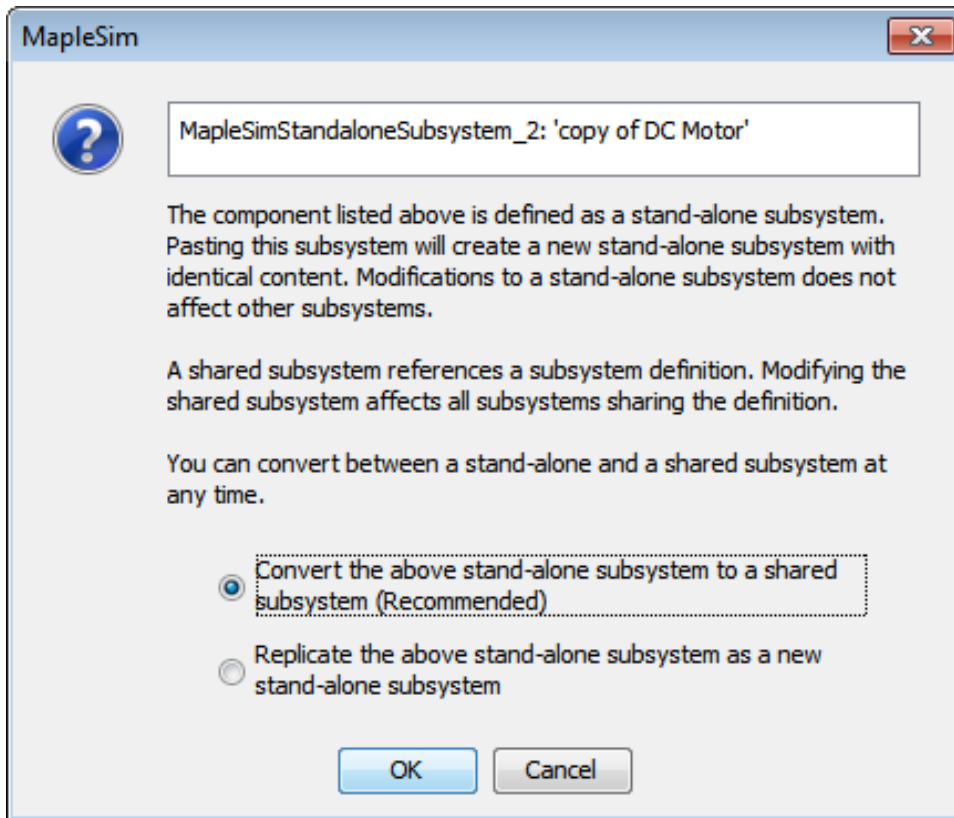 MapleSim
MapleSimStandaloneSubsystem_2: 'copy of DC Motor'
The component listed above is defined as a stand-alone subsystem.
Pasting this subsystem will create a new stand-alone subsystem with
identical content. Modifications to a stand-alone subsystem does not
affect other subsystems.
A shared subsystem references a subsystem definition. Modifying the
shared subsystem affects all subsystems sharing the definition.
You can convert between a stand-alone and a shared subsystem at
any time.
Convert the above stand-alone subsystem to a shared
subsystem (Recommended)
Replicate the above stand-alone subsystem as a new
stand-alone subsystem
OK Cancel